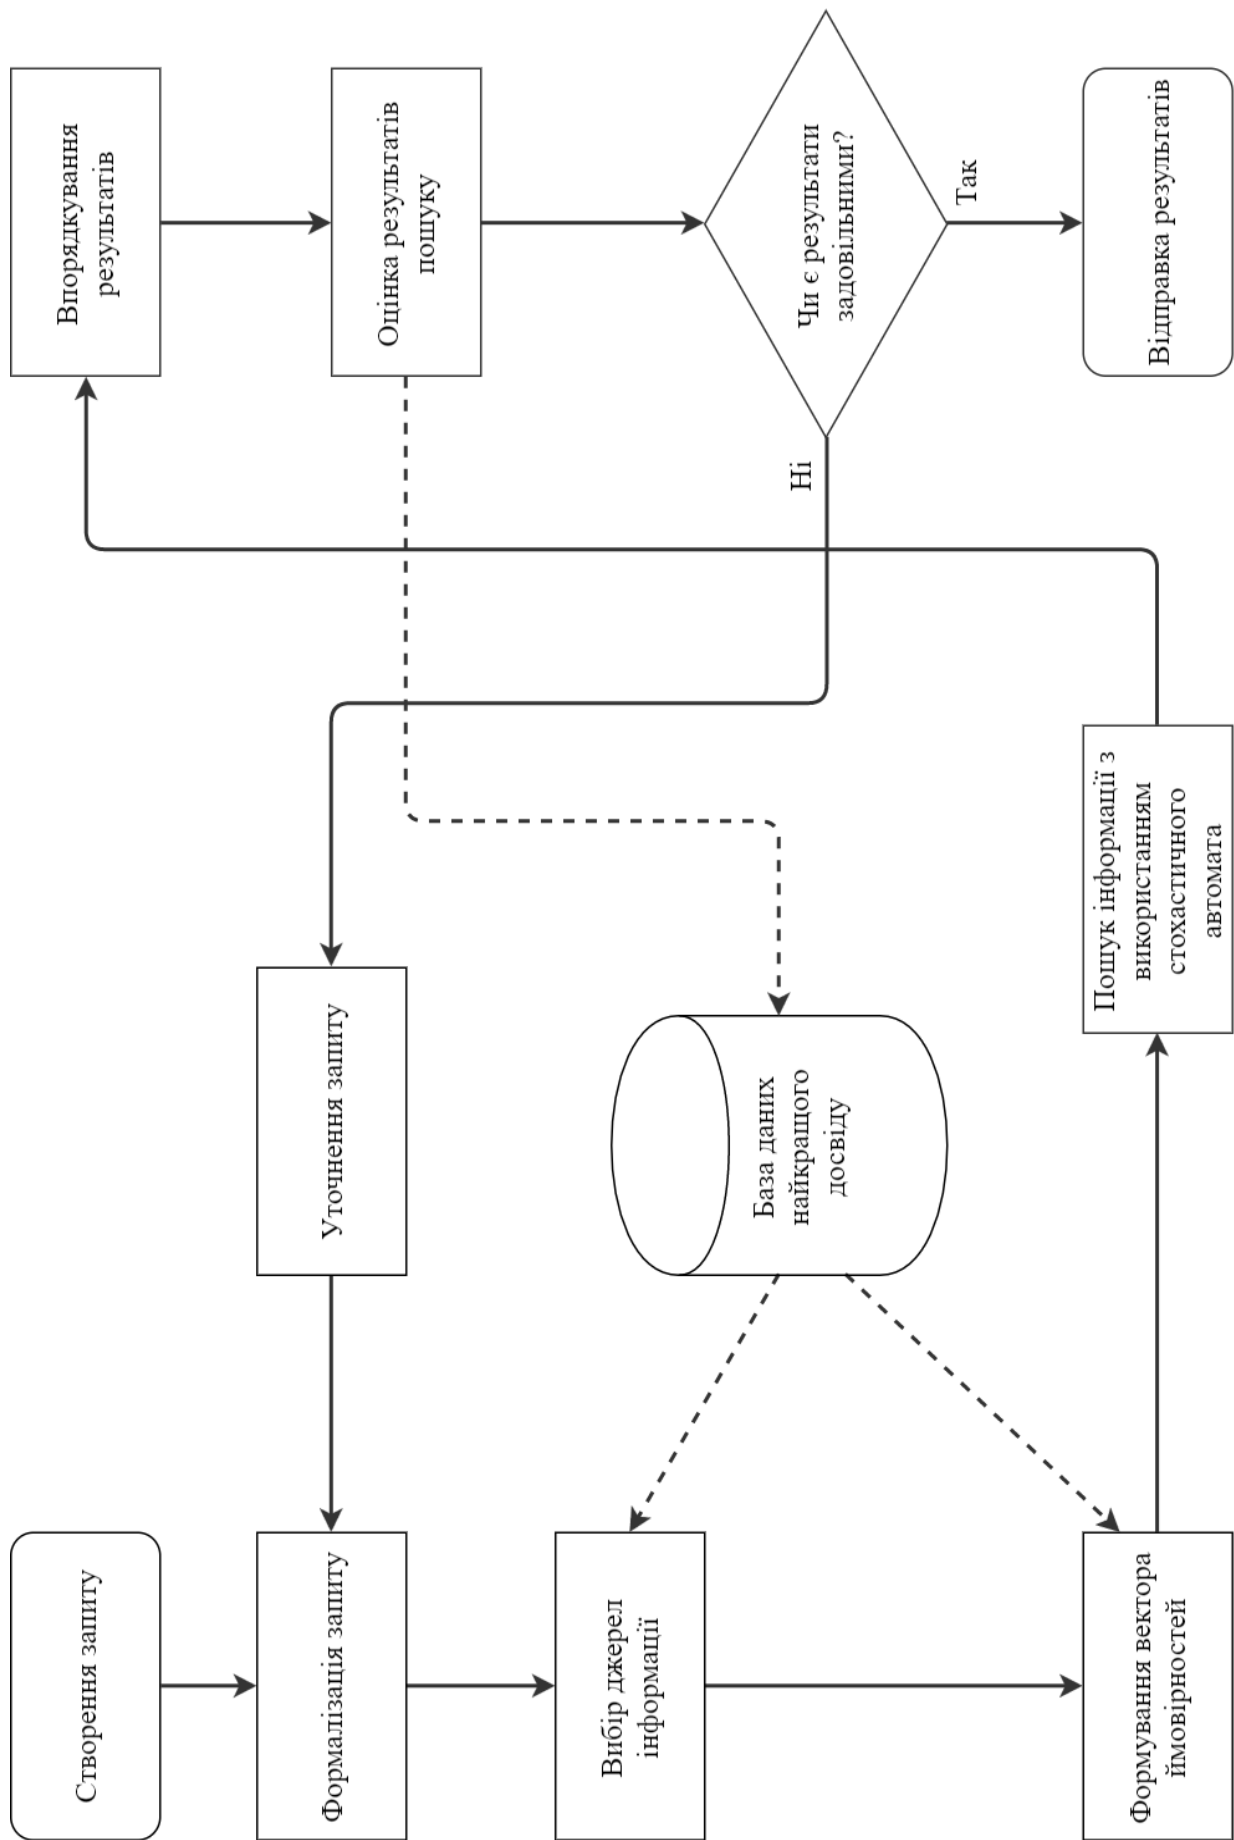 Створення запиту
Формалізація запиту
Вибір джерел
інформації
Формування вектора
ймовірностей
Уточнення запиту
База даних
найкращого
досвіду
Пошук інформації з
використанням
стохастичного
автомата
Впорядкування
результатів
Оцінка результатів
пошуку
Чи є результати
задовільними?
Ні
Так
Відправка результатів